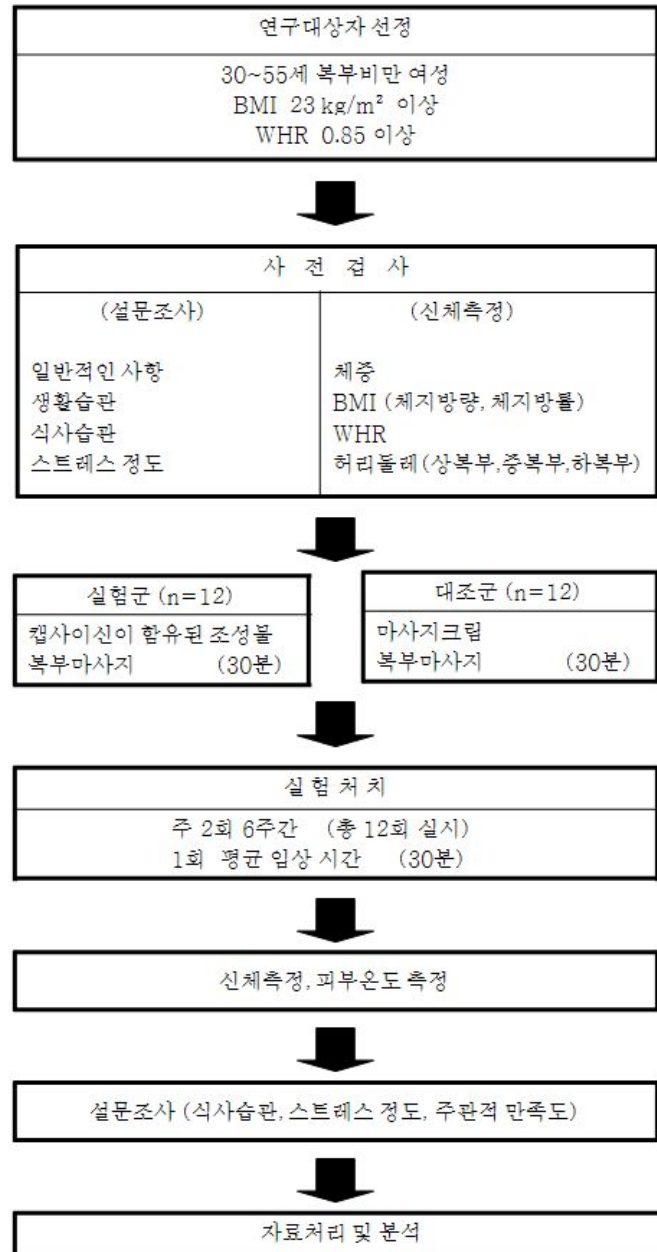 연구대상자 선정
30~55세 복부비만 여성
BMI 23 kg/m² 이상
WHR 0.85 이상
사 전 검 사
(설문조사)
일반적인 사항
생활습관
식사습관
스트레스 정도
(신체측정)
체중
BMI (체지방량, 체지방률)
WHR
허리둘레(상복부,중복부,하복부)
실험군 (n=12)
캡사이신이 함유된 조성물
복부마사지 (30분)
대조군 (n=12)
마사지크림
복부마사지 (30분)
실 험 처 치
주 2회 6주간 (총 12회 실시)
1회 평균 임상 시간 (30분)
신체측정, 피부온도 측정
설문조사 (식사습관, 스트레스 정도, 주관적 만족도)
자료처리 및 분석